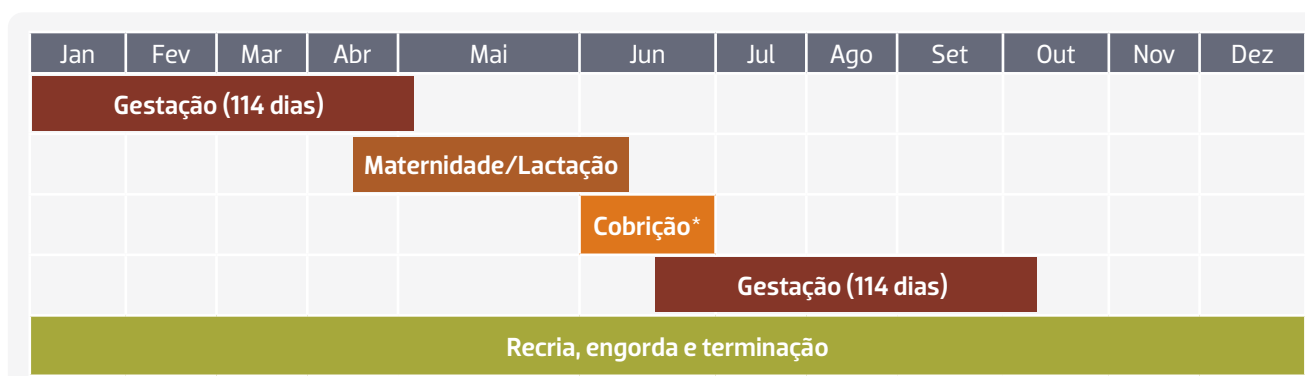 Jan Fev Mar Abr Mai Jun Jul Ago Set Out Nov Dez
Gestação (114 dias)
Maternidade/Lactação
Cobrição*
Gestação (114 dias)
Recria, engorda e terminação